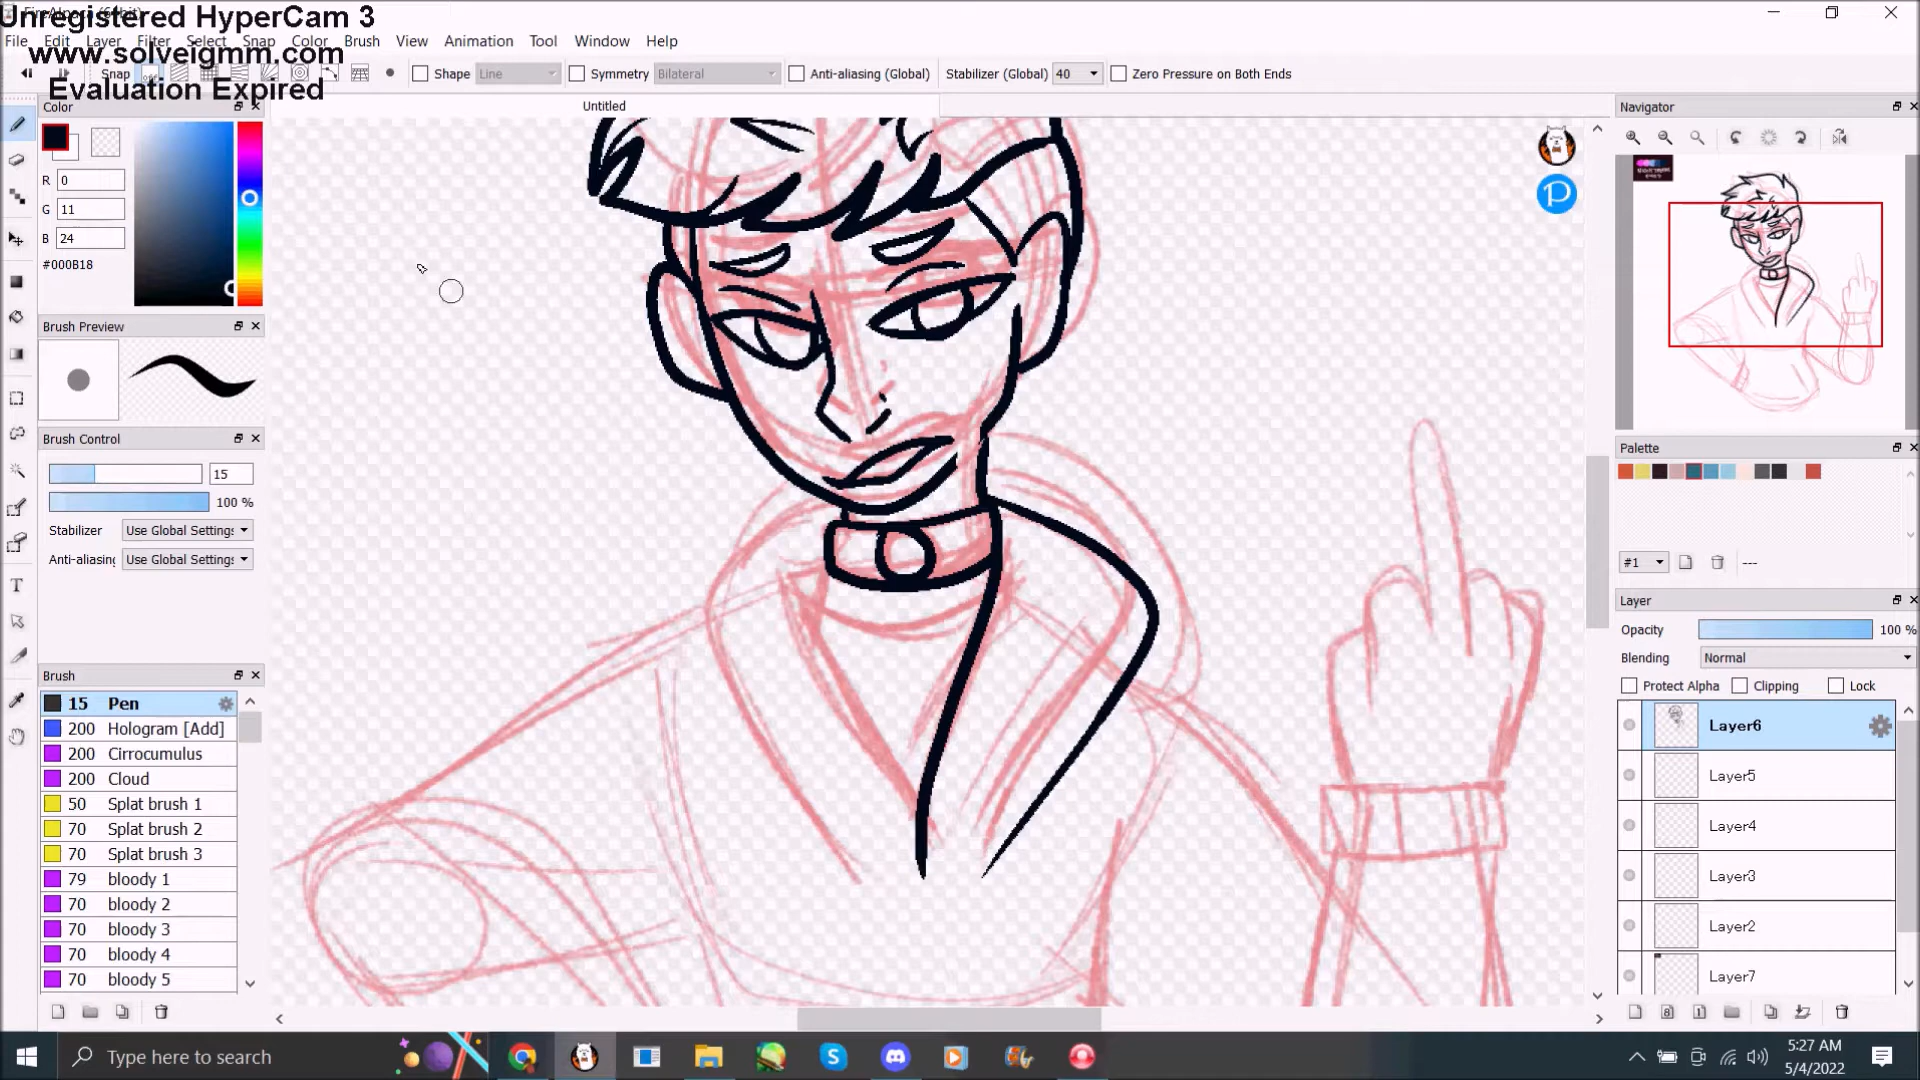 Unregistered HyperCam 3
www.solveigmm.com
Evaluation Expired
File Edit Layer Filter Select Snap Color Brush View Animation Tool Window Help
Snap Shape Line Symmetry Bilateral Anti-aliasing (Global) Stabilizer (Global) 40 Zero Pressure on Both Ends
Color
Untitled
Navigator
R 0
G 11
B 24
#000B18
Brush Preview
Brush Control
15
100 %
Stabilizer Use Global Settings
Anti-aliasing Use Global Settings
Brush
15 Pen
200 Hologram [Add]
200 Cirrocumulus
200 Cloud
50 Splat brush 1
70 Splat brush 2
70 Splat brush 3
79 bloody 1
70 bloody 2
70 bloody 3
70 bloody 4
70 bloody 5
Palette
#1 ---
Layer
Opacity 100 %
Blending Normal
Protect Alpha Clipping Lock
Layer6
Layer5
Layer4
Layer3
Layer2
Layer7
Type here to search
5:27 AM
5/4/2022